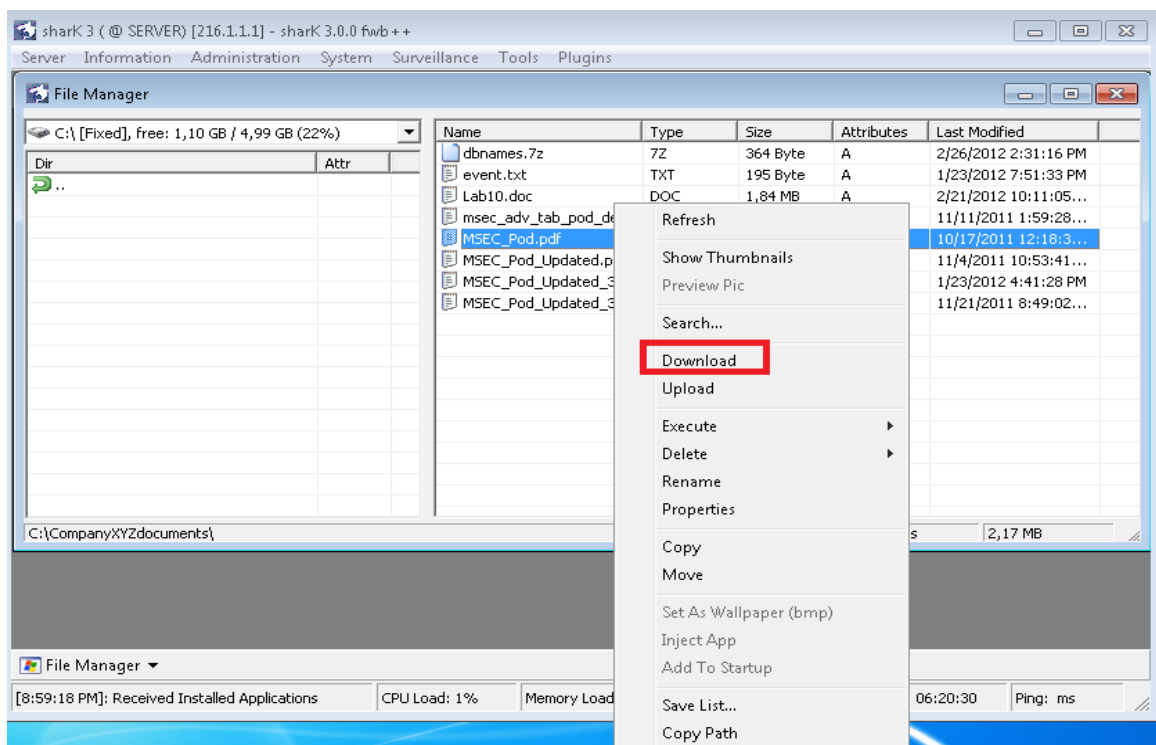 sharK 3 ( @ SERVER) [216.1.1.1] - sharK 3.0.0 fwb++
Server Information Administration System Surveillance Tools Plugins
File Manager
C:\ [Fixed], free: 1,10 GB / 4,99 GB (22%)
Dir Attr
..
Name Type Size Attributes Last Modified
dbnames.7z 7Z 364 Byte A 2/26/2012 2:31:16 PM
event.txt TXT 195 Byte A 1/23/2012 7:51:33 PM
Lab10.doc DOC 1,84 MB A 2/21/2012 10:11:05...
msec_adv_tab_pod_de 11/11/2011 1:59:28...
MSEC_Pod.pdf 10/17/2011 12:18:3...
MSEC_Pod_Updated.p 11/4/2011 10:53:41...
MSEC_Pod_Updated_3 1/23/2012 4:41:28 PM
MSEC_Pod_Updated_3 11/21/2011 8:49:02...
Refresh
Show Thumbnails
Preview Pic
Search...
Download
Upload
Execute
Delete
Rename
Properties
Copy
Move
Set As Wallpaper (bmp)
Inject App
Add To Startup
Save List...
Copy Path
C:\CompanyXYZdocuments\ s 2,17 MB
File Manager
[8:59:18 PM]: Received Installed Applications CPU Load: 1% Memory Load 06:20:30 Ping: ms